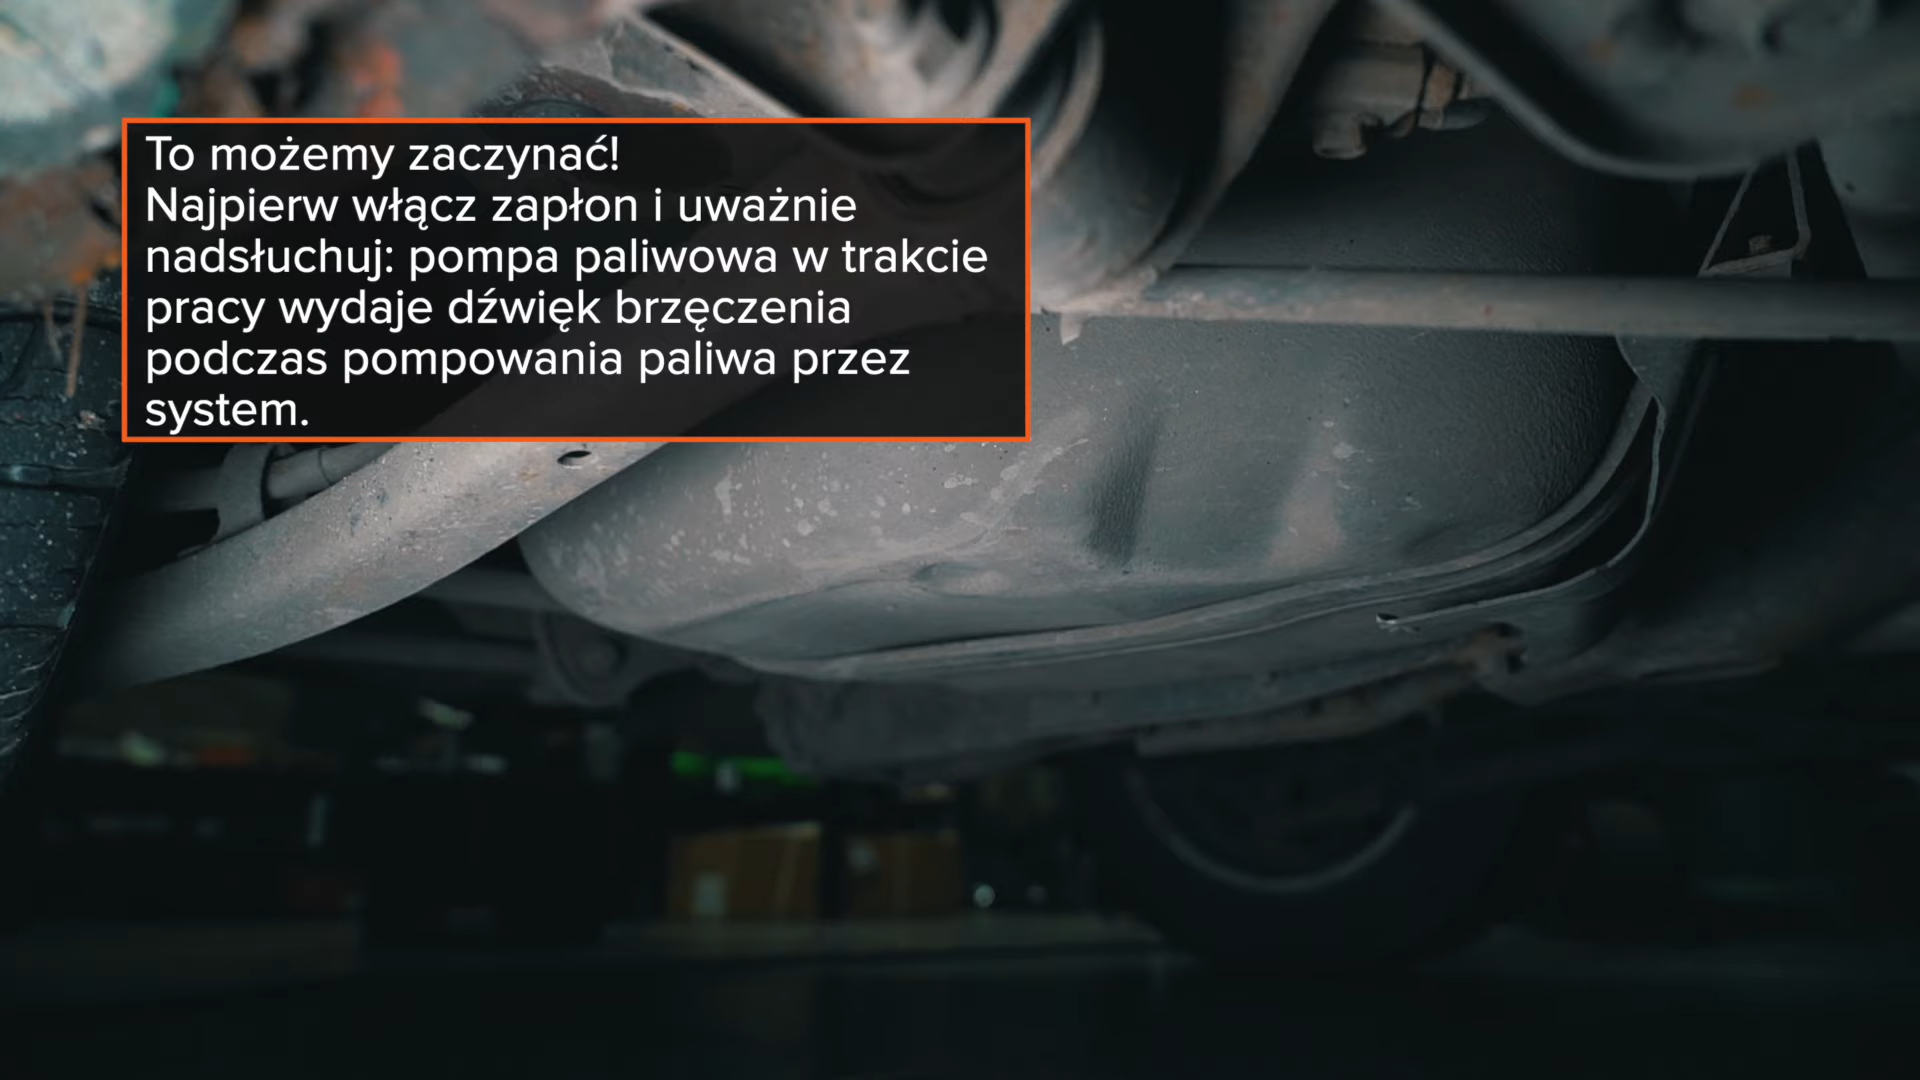 To możemy zaczynać!
Najpierw włącz zapłon i uważnie
nadsłuchuj: pompa paliwowa w trakcie
pracy wydaje dźwięk brzęczenia
podczas pompowania paliwa przez
system.